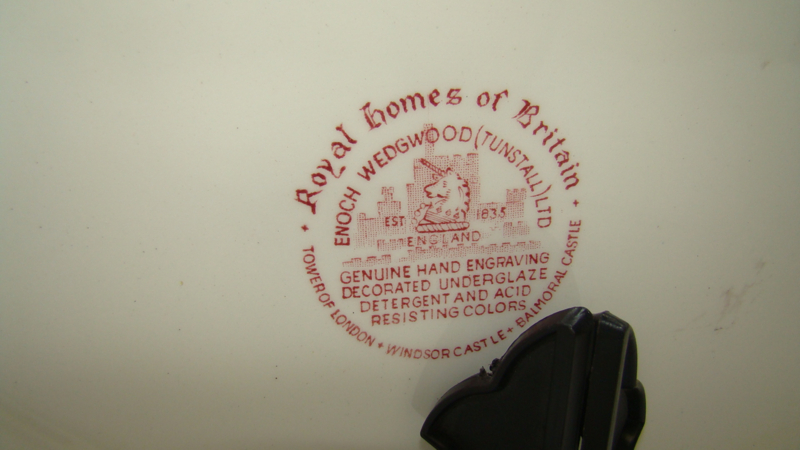 Royal homes of Britain
ENOCH WEDGWOOD (TUNSTALL) LTD
EST 1835
ENGLAND
GENUINE HAND ENGRAVING
DECORATED UNDERGLAZE
DETERGENT AND ACID
RESISTING COLORS
TOWER OF LONDON + WINDSOR CASTLE + BALMORAL CASTLE